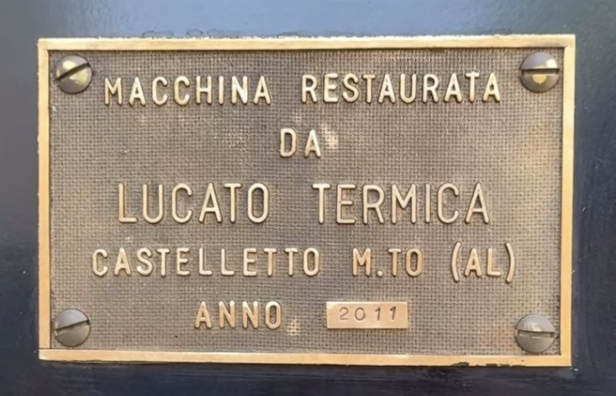 MACCHINA RESTAURATA
DA
LUCATO TERMICA
CASTELLETTO M.TO (AL)
ANNO 2011